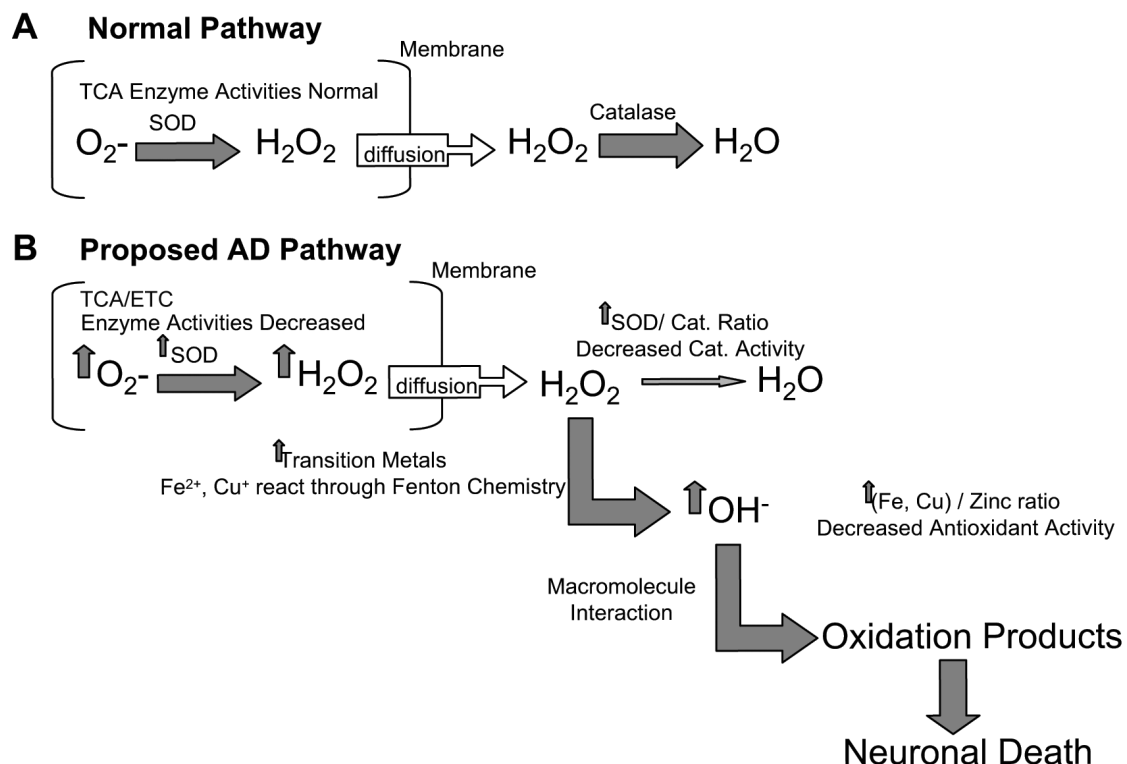 A Normal Pathway
Membrane
TCA Enzyme Activities Normal
SOD
Catalase
O₂- H₂O₂ diffusion H₂O₂ H₂O
B Proposed AD Pathway
Membrane
TCA/ETC
Enzyme Activities Decreased
SOD/ Cat. Ratio
Decreased Cat. Activity
SOD
O₂- H₂O₂ diffusion H₂O₂ H₂O
Transition Metals
Fe²⁺, Cu⁺ react through Fenton Chemistry
OH⁻
(Fe, Cu) / Zinc ratio
Decreased Antioxidant Activity
Macromolecule
Interaction
Oxidation Products
Neuronal Death